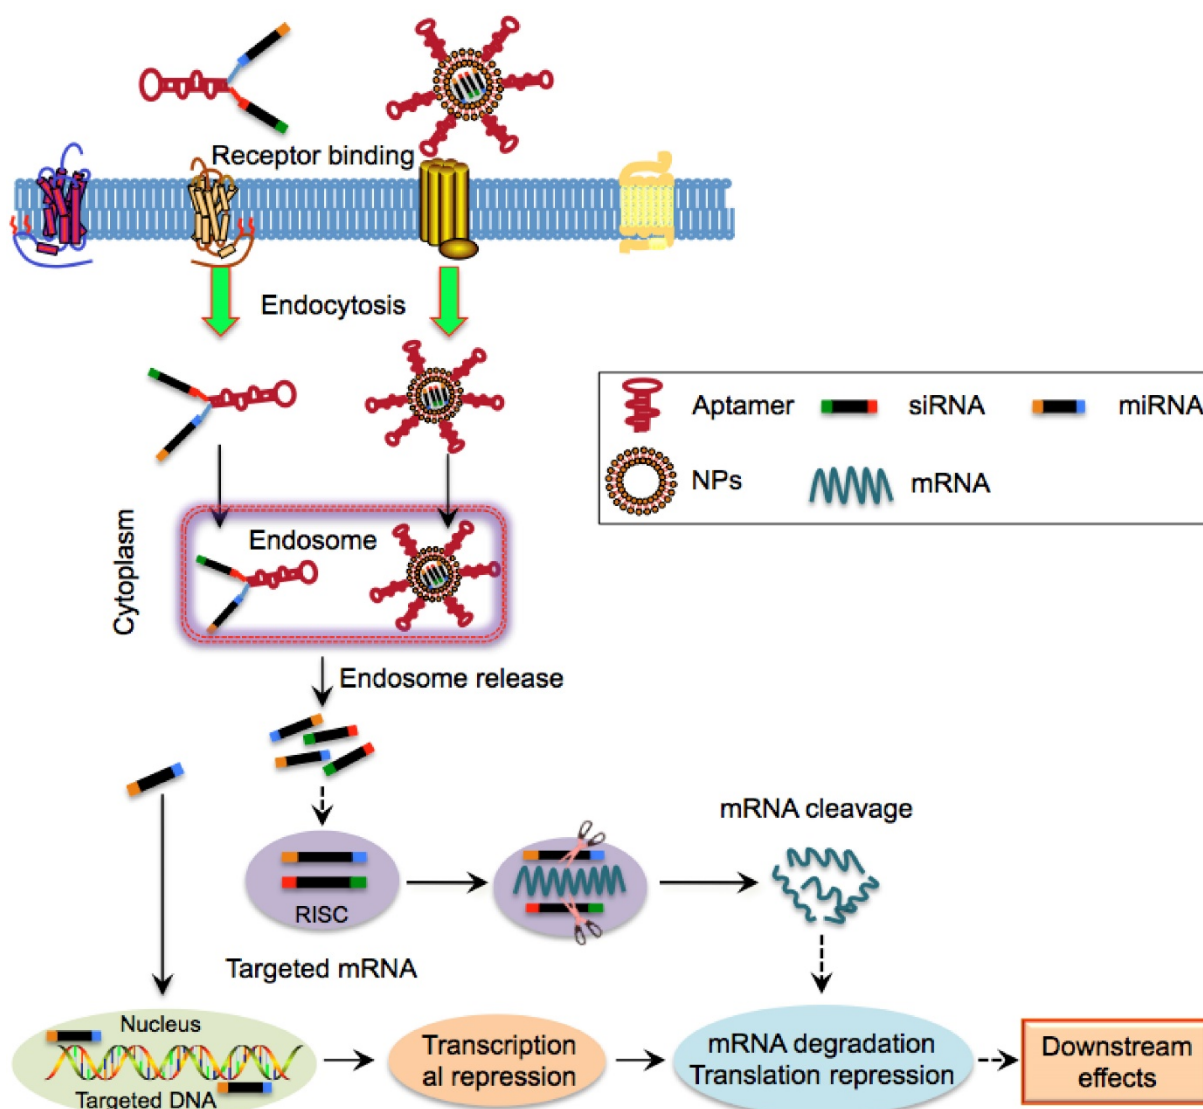 Receptor binding
Endocytosis
Aptamer
siRNA
miRNA
NPs
mRNA
Cytoplasm
Endosome
Endosome release
mRNA cleavage
RISC
Targeted mRNA
Nucleus
Targeted DNA
Transcription
al repression
mRNA degradation
Translation repression
Downstream
effects